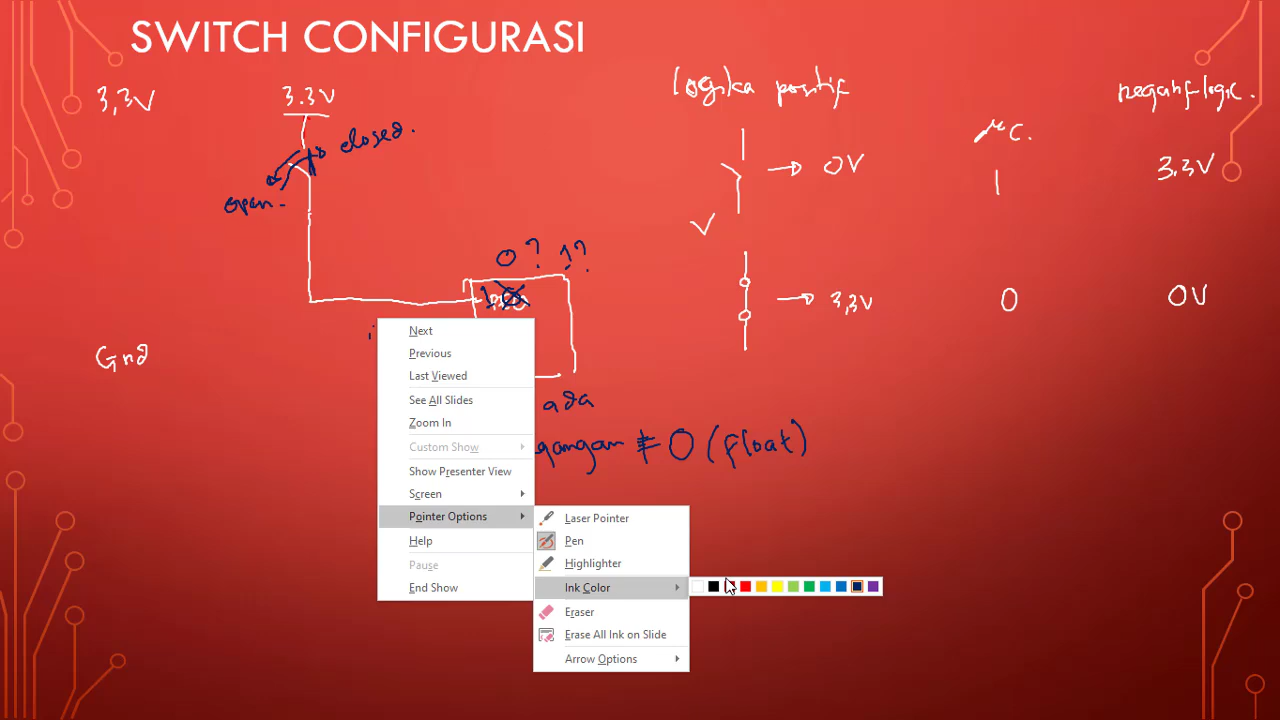 SWITCH CONFIGURASI
3,3V
3.3V
closed.
open.
Gnd
0? 1?
ada
gangan ≠ 0 (float)
logika positif
μC.
negatif logic.
→ 0V
1
3.3V
V
→ 3,3V
0
0V
Next
Previous
Last Viewed
See All Slides
Zoom In
Custom Show
Show Presenter View
Screen
Pointer Options
Help
Pause
End Show
Laser Pointer
Pen
Highlighter
Ink Color
Eraser
Erase All Ink on Slide
Arrow Options